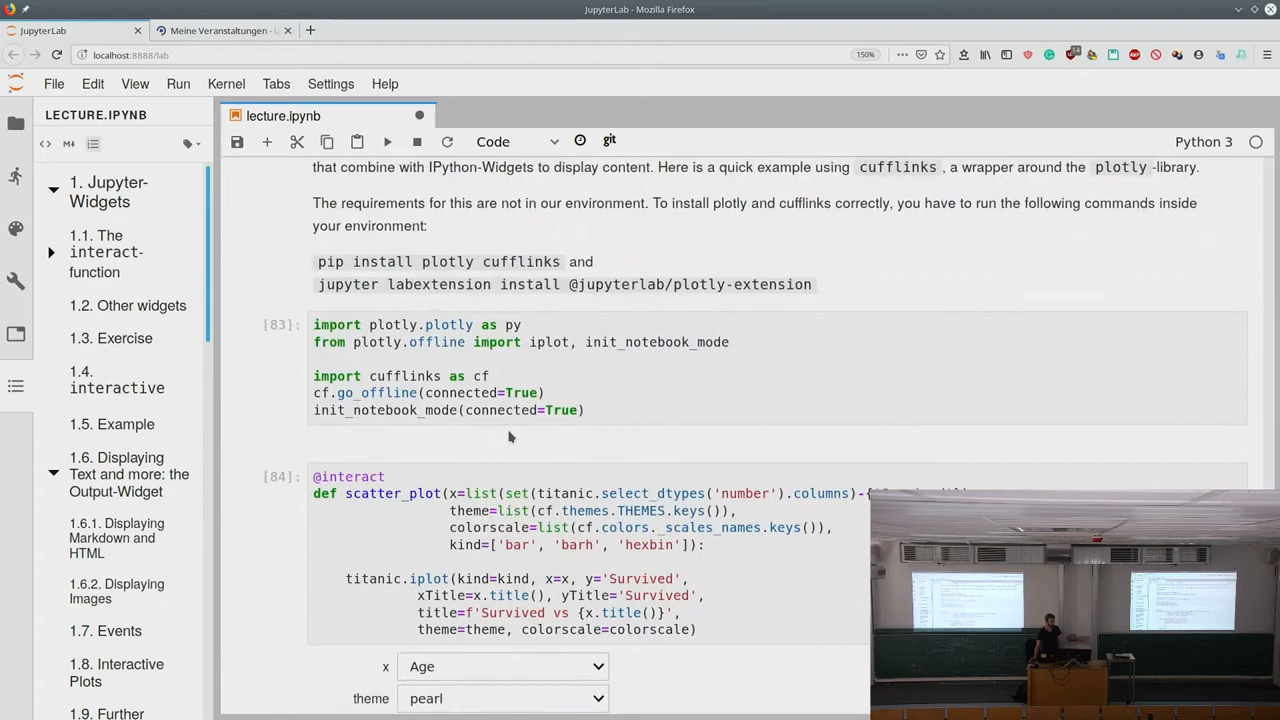 JupyterLab - Mozilla Firefox
JupyterLab
Meine Veranstaltungen -
localhost:8888/lab
150%
14
ABP
File Edit View Run Kernel Tabs Settings Help
LECTURE.IPYNB
lecture.ipynb
Code
git
Python 3
1. Jupyter-
Widgets
1.1. The
interact-
function
1.2. Other widgets
1.3. Exercise
1.4.
interactive
1.5. Example
1.6. Displaying
Text and more: the
Output-Widget
1.6.1. Displaying
Markdown and
HTML
1.6.2. Displaying
Images
1.7. Events
1.8. Interactive
Plots
1.9. Further
that combine with IPython-Widgets to display content. Here is a quick example using cufflinks, a wrapper around the plotly-library.
The requirements for this are not in our environment. To install plotly and cufflinks correctly, you have to run the following commands inside
your environment:
pip install plotly cufflinks and
jupyter labextension install @jupyterlab/plotly-extension
[83]:
import plotly.plotly as py
from plotly.offline import iplot, init_notebook_mode
import cufflinks as cf
cf.go_offline(connected=True)
init_notebook_mode(connected=True)
[84]:
@interact
def scatter_plot(x=list(set(titanic.select_dtypes('number').columns)-{
theme=list(cf.themes.THEMES.keys()),
colorscale=list(cf.colors._scales_names.keys()),
kind=['bar', 'barh', 'hexbin']):
titanic.iplot(kind=kind, x=x, y='Survived',
xTitle=x.title(), yTitle='Survived',
title=f'Survived vs {x.title()}',
theme=theme, colorscale=colorscale)
x Age
theme pearl